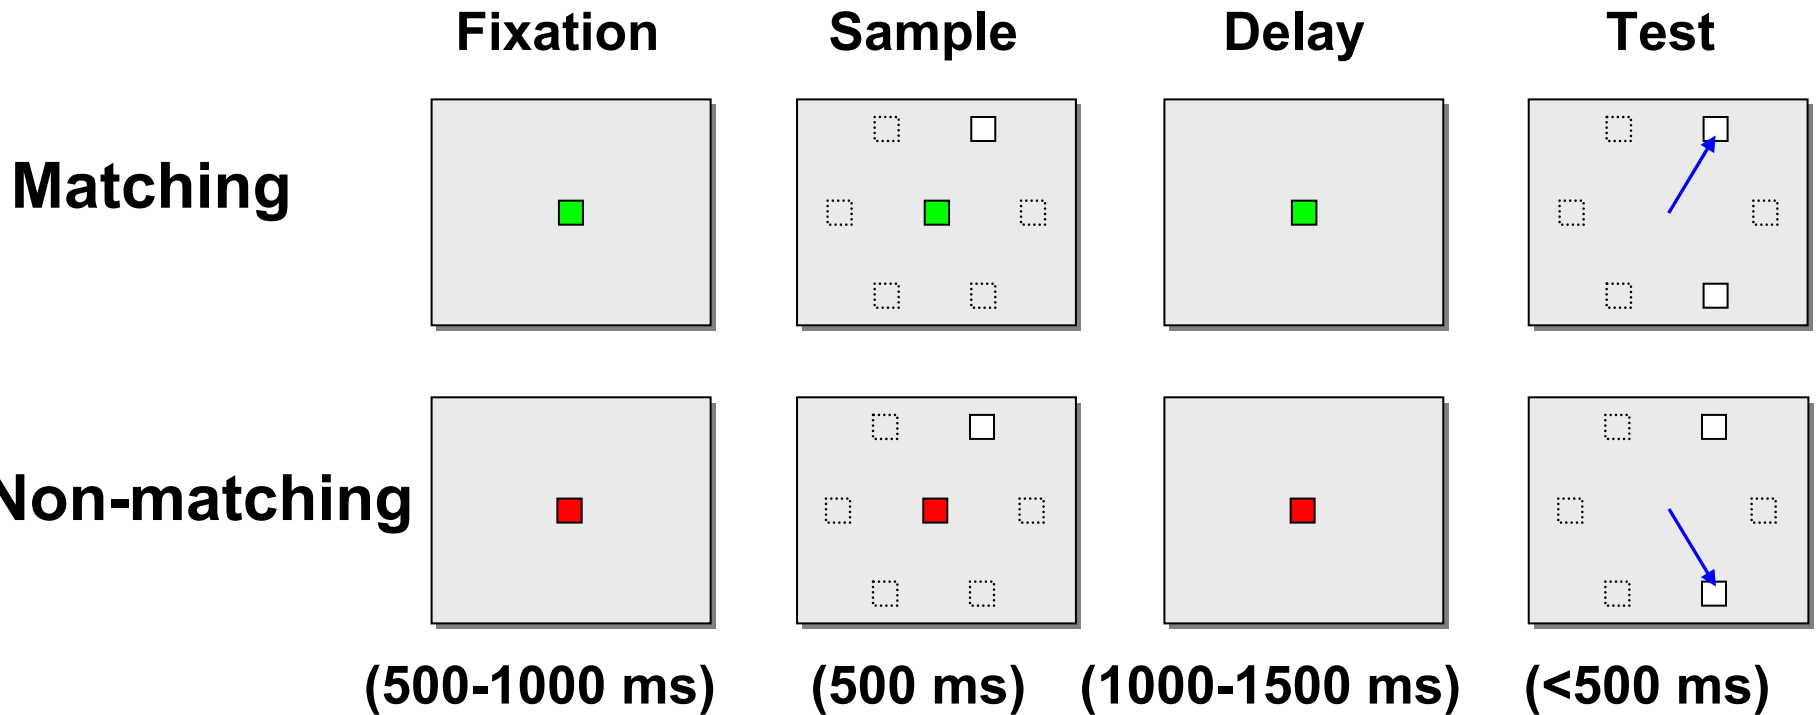 Fixation Sample Delay Test
Matching
Non-matching
(500-1000 ms) (500 ms) (1000-1500 ms) (<500 ms)